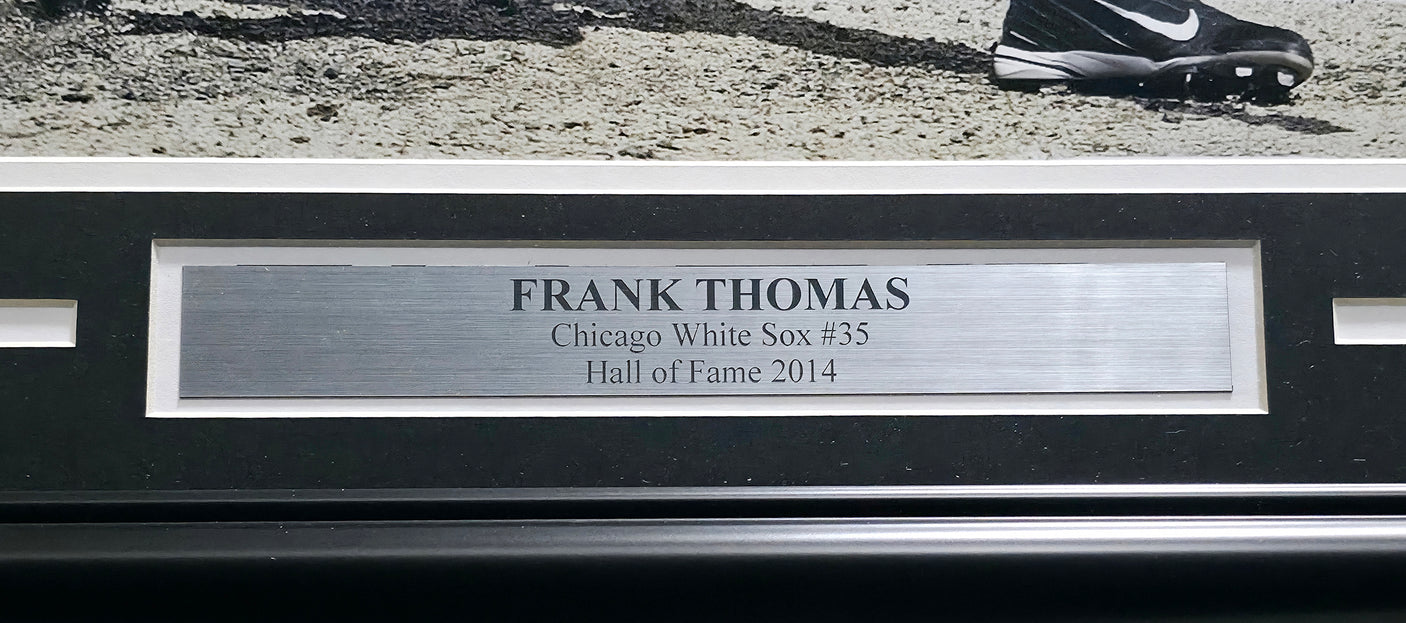 FRANK THOMAS
Chicago White Sox #35
Hall of Fame 2014